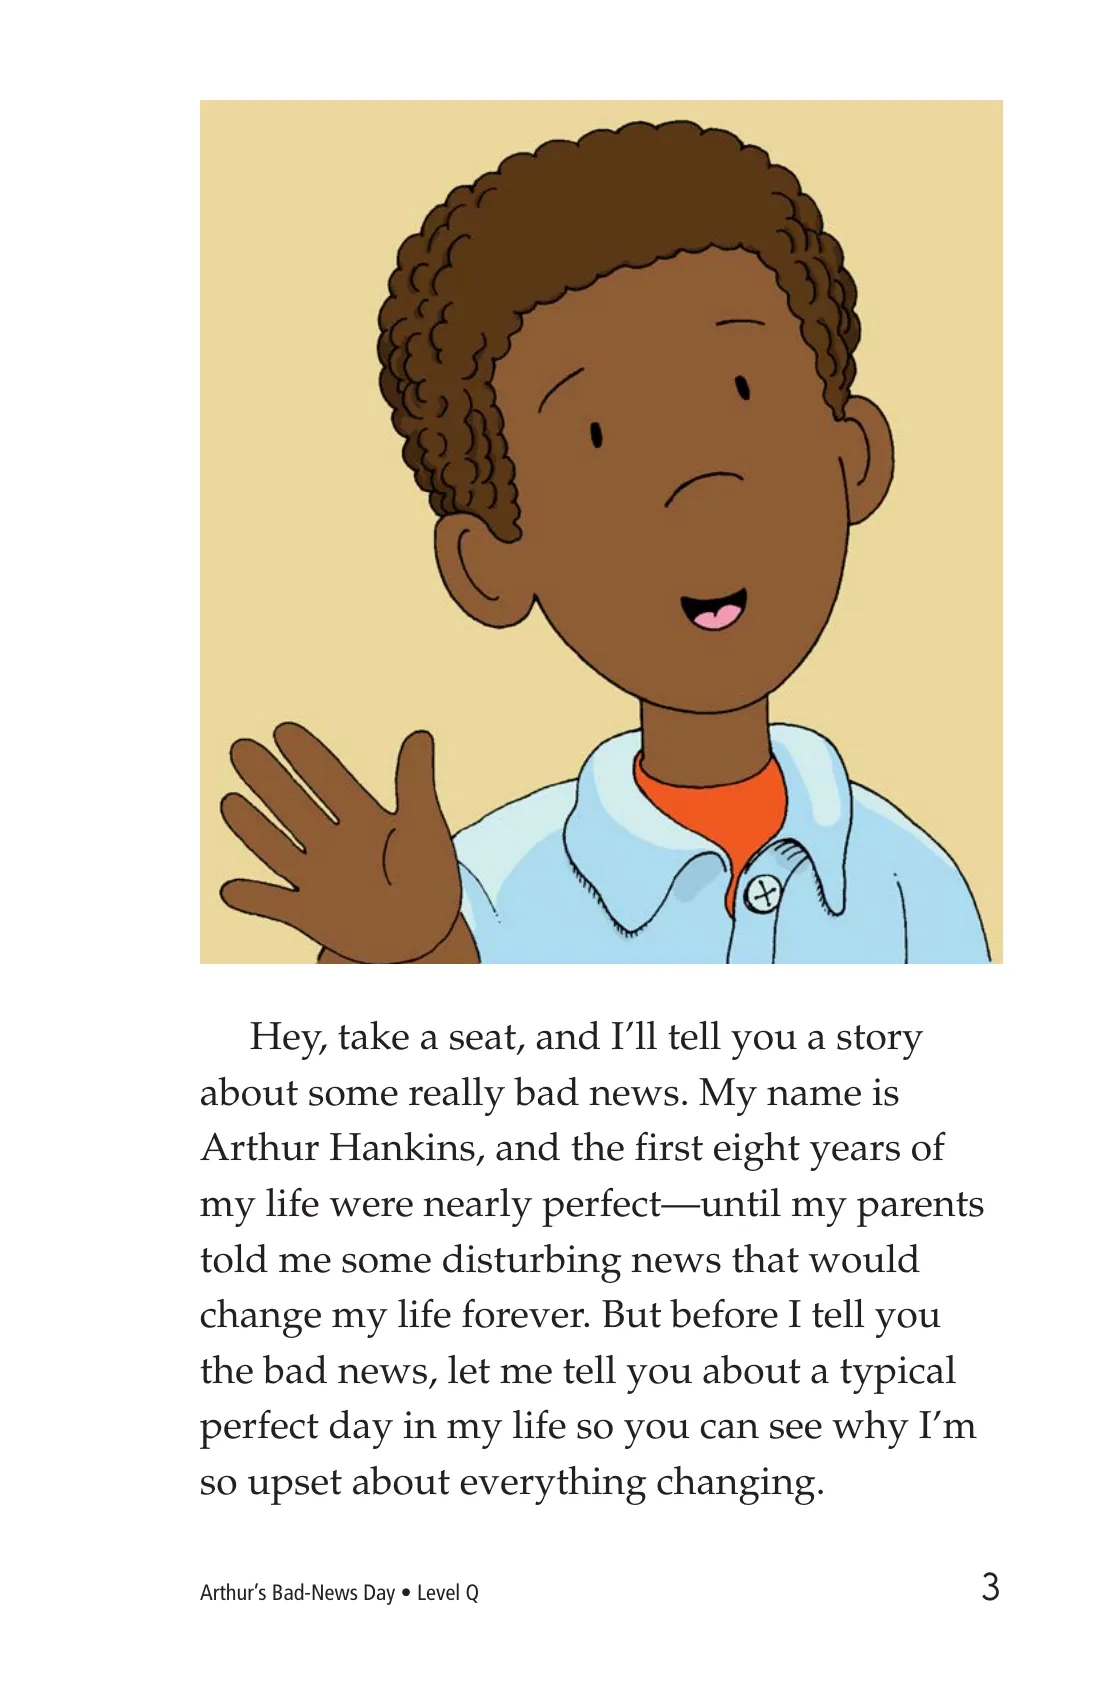 Hey, take a seat, and I’ll tell you a story
about some really bad news. My name is
Arthur Hankins, and the first eight years of
my life were nearly perfect—until my parents
told me some disturbing news that would
change my life forever. But before I tell you
the bad news, let me tell you about a typical
perfect day in my life so you can see why I’m
so upset about everything changing.
Arthur’s Bad-News Day • Level Q
3